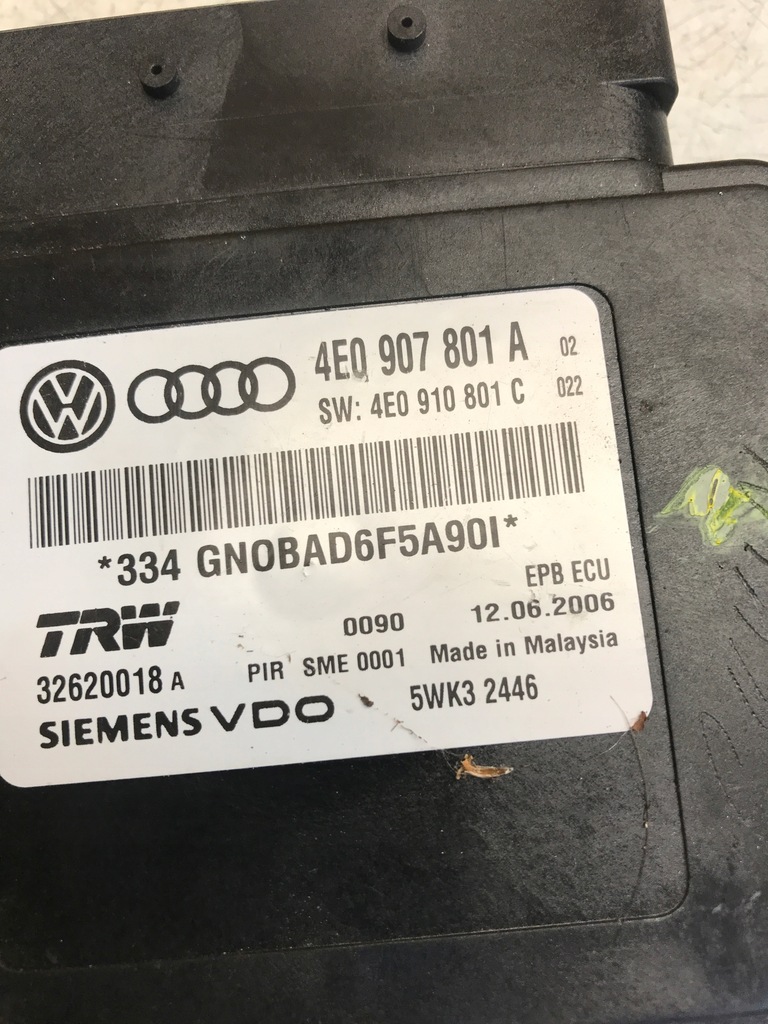 4E0 907 801 A 02
SW: 4E0 910 801 C 022
*334 GNOBAD6F5A90I*
EPB ECU
TRW 0090 12.06.2006
32620018 A PIR SME 0001 Made in Malaysia
SIEMENS VDO 5WK3 2446